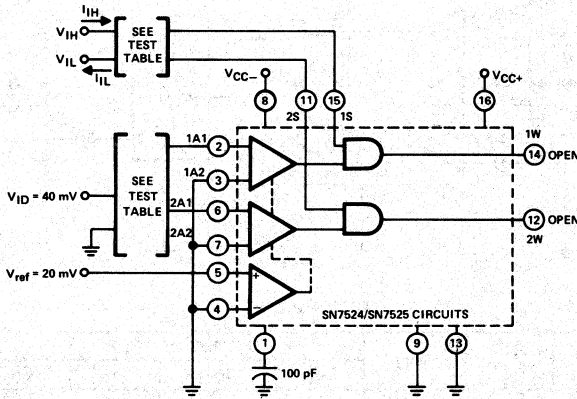 IIH
VIH
VIL
IIL
SEE
TEST
TABLE
VCC−
8
11
2S
15
1S
VCC+
16
1A1
2
1A2
3
2A1
6
2A2
7
5
4
SEE
TEST
TABLE
VID = 40 mV
Vref = 20 mV
+
−
1W
14 OPEN
12 OPEN
2W
SN7524/SN7525 CIRCUITS
1
9
13
100 pF